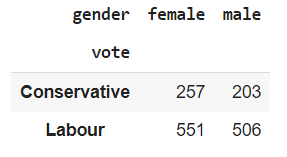 gender female male
vote
Conservative 257 203
Labour 551 506